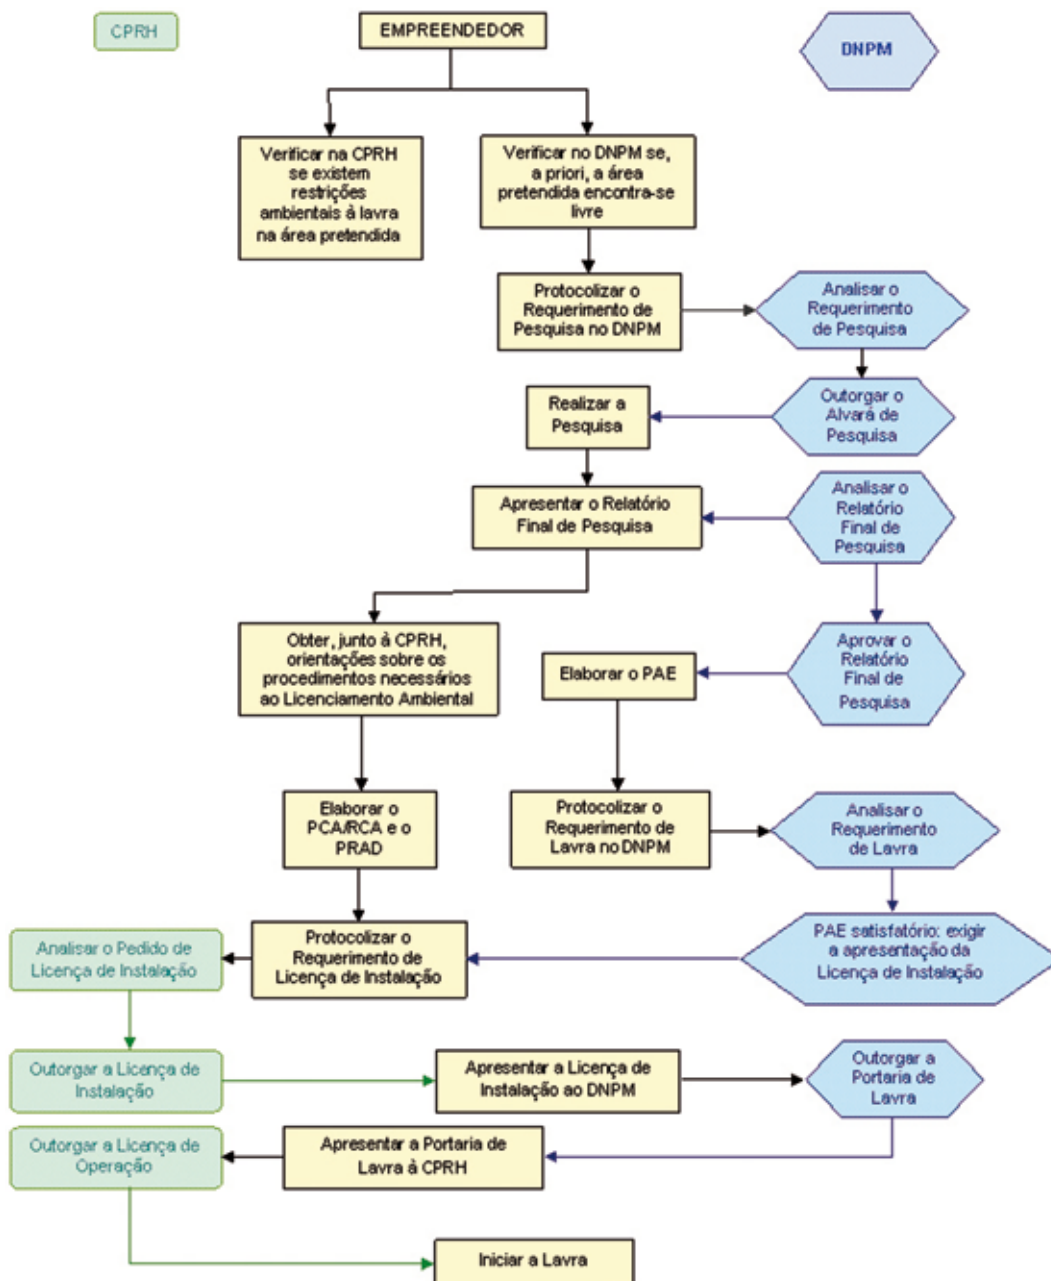 CPRH
EMPREENDEDOR
DNPM
Verificar na CPRH
se existem
restrições
ambientais à lavra
na área pretendida
Verificar no DNPM se,
a priori, a área
pretendida encontra-se
livre
Protocolizar o
Requerimento de
Pesquisa no DNPM
Analisar o
Requerimento
de Pesquisa
Realizar a
Pesquisa
Outorgar o
Alvará de
Pesquisa
Apresentar o Relatório
Final de Pesquisa
Analisar o
Relatório
Final de
Pesquisa
Obter, junto à CPRH,
orientações sobre os
procedimentos necessários
ao Licenciamento Ambiental
Elaborar o PAE
Aprovar o
Relatório
Final de
Pesquisa
Elaborar o
PCA/RCA e o
PRAD
Protocolizar o
Requerimento de
Lavra no DNPM
Analisar o
Requerimento
de Lavra
Analisar o Pedido de
Licença de Instalação
Protocolizar o
Requerimento de
Licença de Instalação
PAE satisfatório: exigir
a apresentação da
Licença de Instalação
Outorgar a Licença de
Instalação
Apresentar a Licença de
Instalação ao DNPM
Outorgar a
Portaria de
Lavra
Outorgar a Licença de
Operação
Apresentar a Portaria de
Lavra à CPRH
Iniciar a Lavra